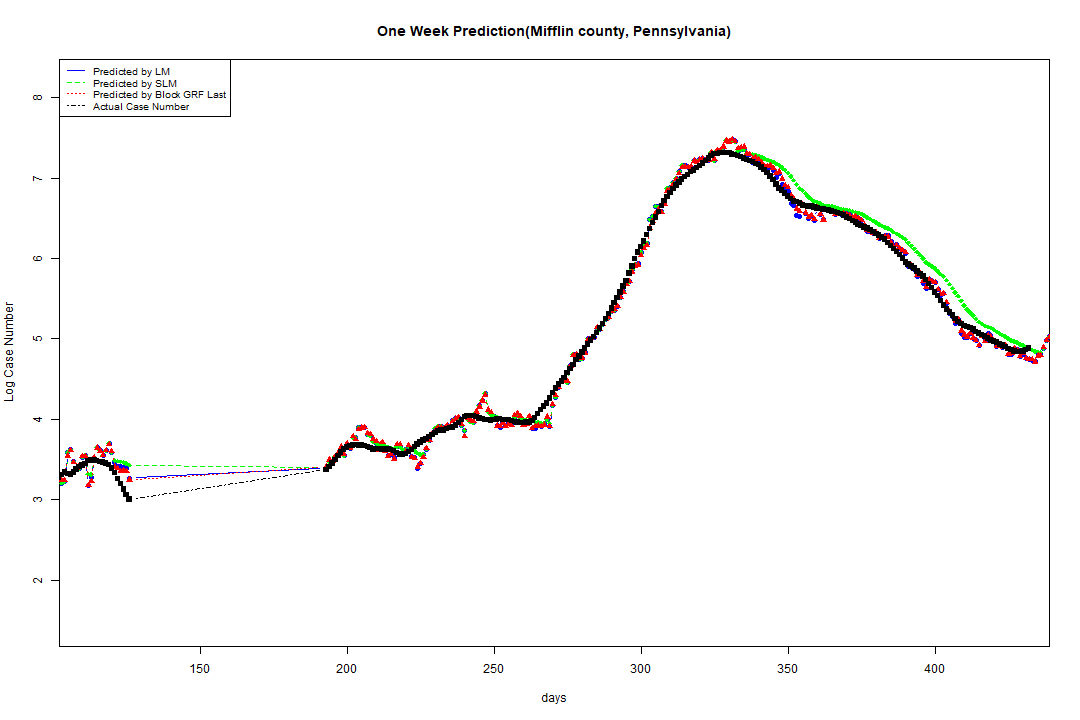 One Week Prediction(Mifflin county, Pennsylvania)
Predicted by LM
Predicted by SLM
Predicted by Block GRF Last
Actual Case Number
8
7
6
5
4
3
2
Log Case Number
150 200 250 300 350 400
days